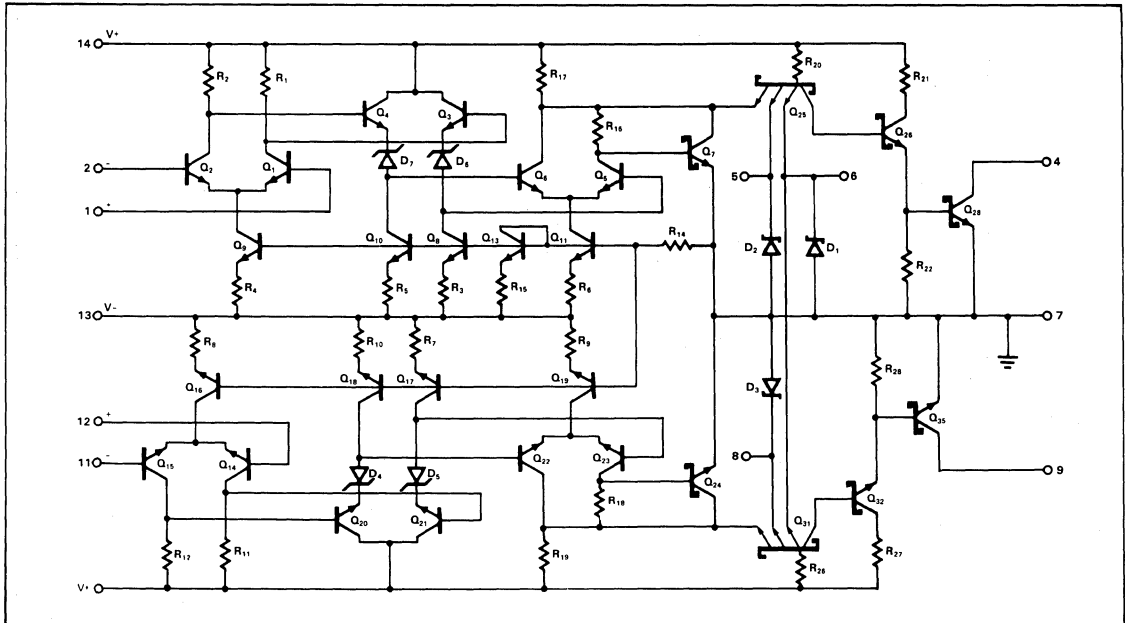 14 V+
R2 R1 R17 R20 R21
Q4 Q3 R16 Q25 Q26
D7 D6 Q7
2 - Q2 Q1 Q6 Q5 5 6 4
1 + Q28
Q9 Q10 Q8 Q13 Q11 R14 D2 D1
R4 R5 R3 R15 R6 R22
13 V- 7
R8 R10 R7 R9
Q16 Q18 Q17 Q19 D3 R28
12 + Q35
11 - Q15 Q14 Q22 Q23 8 9
D4 D5 R18 Q24 Q31 Q32
Q20 Q21
R12 R11 R19 R26 R27
V+